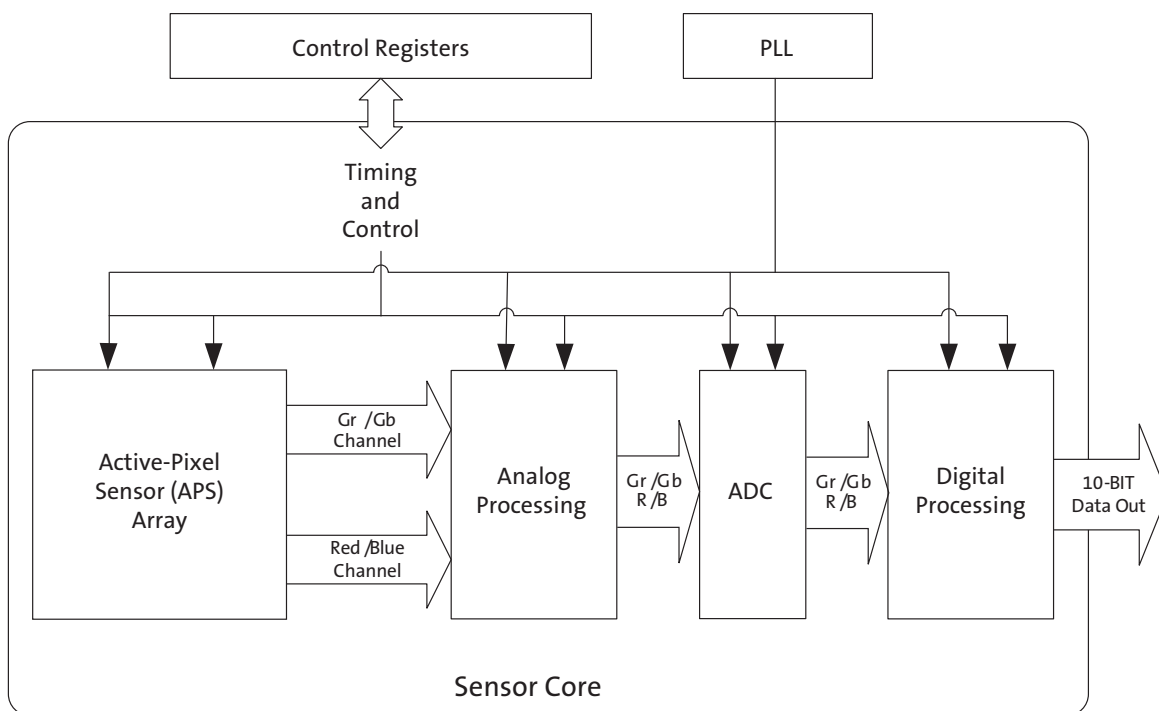 Control Registers
PLL
Timing
and
Control
Active-Pixel
Sensor (APS)
Array
Gr /Gb
Channel
Red /Blue
Channel
Analog
Processing
Gr /Gb
R /B
ADC
Gr /Gb
R /B
Digital
Processing
10-BIT
Data Out
Sensor Core